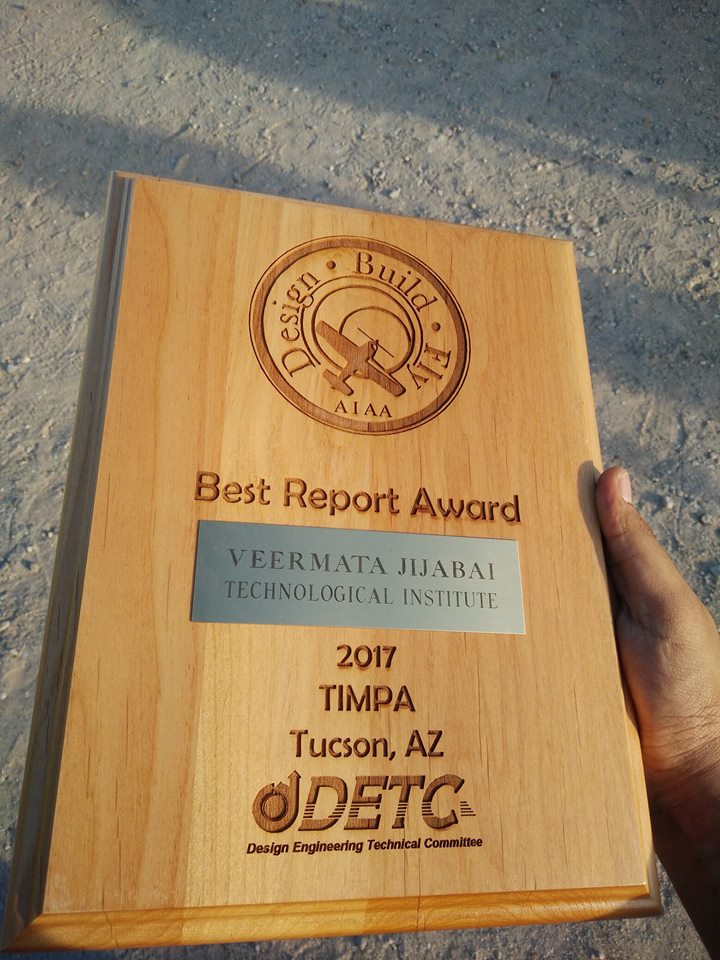 Design • Build • Fly
AIAA
Best Report Award
VEERMATA JIJABAI
TECHNOLOGICAL INSTITUTE
2017
TIMPA
Tucson, AZ
DETC
Design Engineering Technical Committee